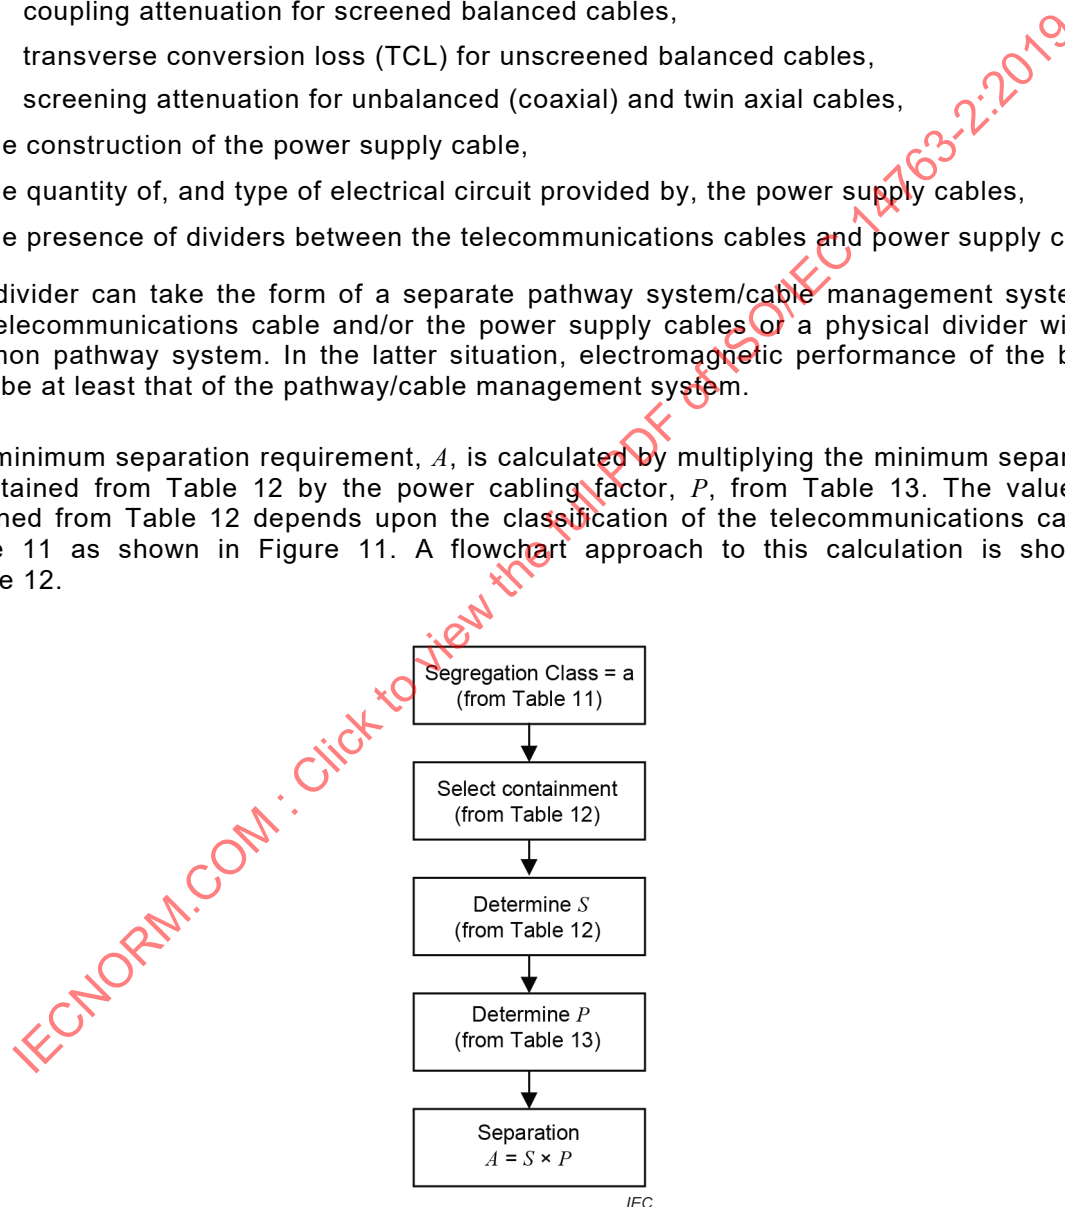 coupling attenuation for screened balanced cables,
transverse conversion loss (TCL) for unscreened balanced cables,
screening attenuation for unbalanced (coaxial) and twin axial cables,
e construction of the power supply cable,
e quantity of, and type of electrical circuit provided by, the power supply cables,
e presence of dividers between the telecommunications cables and power supply c
divider can take the form of a separate pathway system/cable management syste
elecommunications cable and/or the power supply cables or a physical divider wi
non pathway system. In the latter situation, electromagnetic performance of the b
be at least that of the pathway/cable management system.
minimum separation requirement, A, is calculated by multiplying the minimum separ
tained from Table 12 by the power cabling factor, P, from Table 13. The value
ned from Table 12 depends upon the classification of the telecommunications ca
e 11 as shown in Figure 11. A flowchart approach to this calculation is sho
e 12.
Segregation Class = a
(from Table 11)
Select containment
(from Table 12)
Determine S
(from Table 12)
Determine P
(from Table 13)
Separation
A = S × P
IEC
IECNORM.COM : Click to view the full PDF of ISO/IEC 14763-2:2019